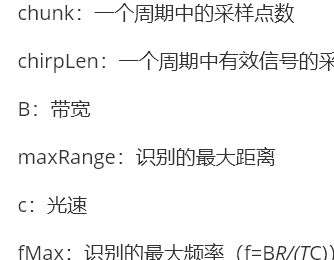 chunk：一个周期中的采样点数
chirpLen：一个周期中有效信号的采
B：带宽
maxRange：识别的最大距离
c：光速
fMax：识别的最大频率（f=BR/(TC))